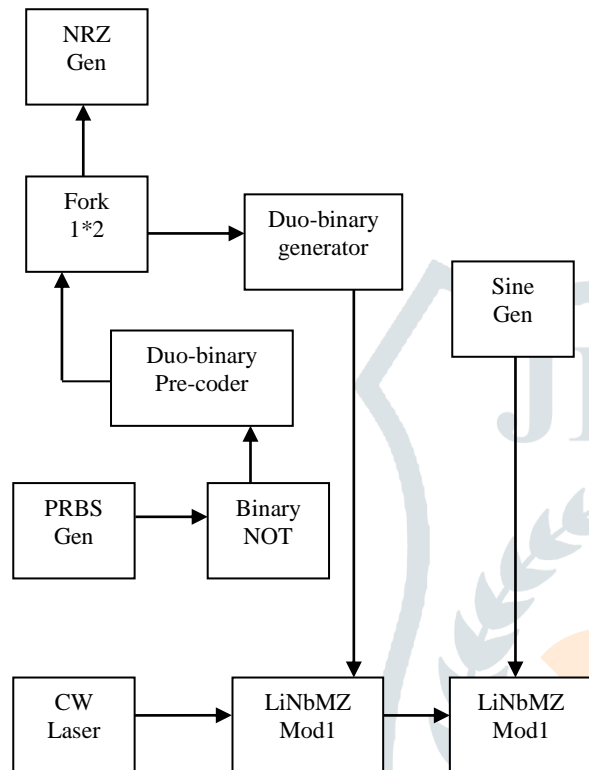 NRZ
Gen
Fork
1*2
Duo-binary
generator
Sine
Gen
Duo-binary
Pre-coder
PRBS
Gen
Binary
NOT
CW
Laser
LiNbMZ
Mod1
LiNbMZ
Mod1